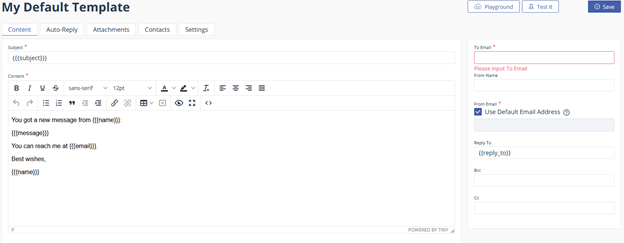 My Default Template
Playground
Test it
Save
Content
Auto-Reply
Attachments
Contacts
Settings
Subject *
{{{subject}}}
Content *
B I U S sans-serif 12pt A
You got a new message from {{{name}}}:
{{{message}}}
You can reach me at {{{email}}}.
Best wishes,
{{{name}}}
P
POWERED BY TINY
To Email *
Please input To Email
From Name
From Email *
Use Default Email Address
Reply To
{{reply_to}}
Bcc
Cc